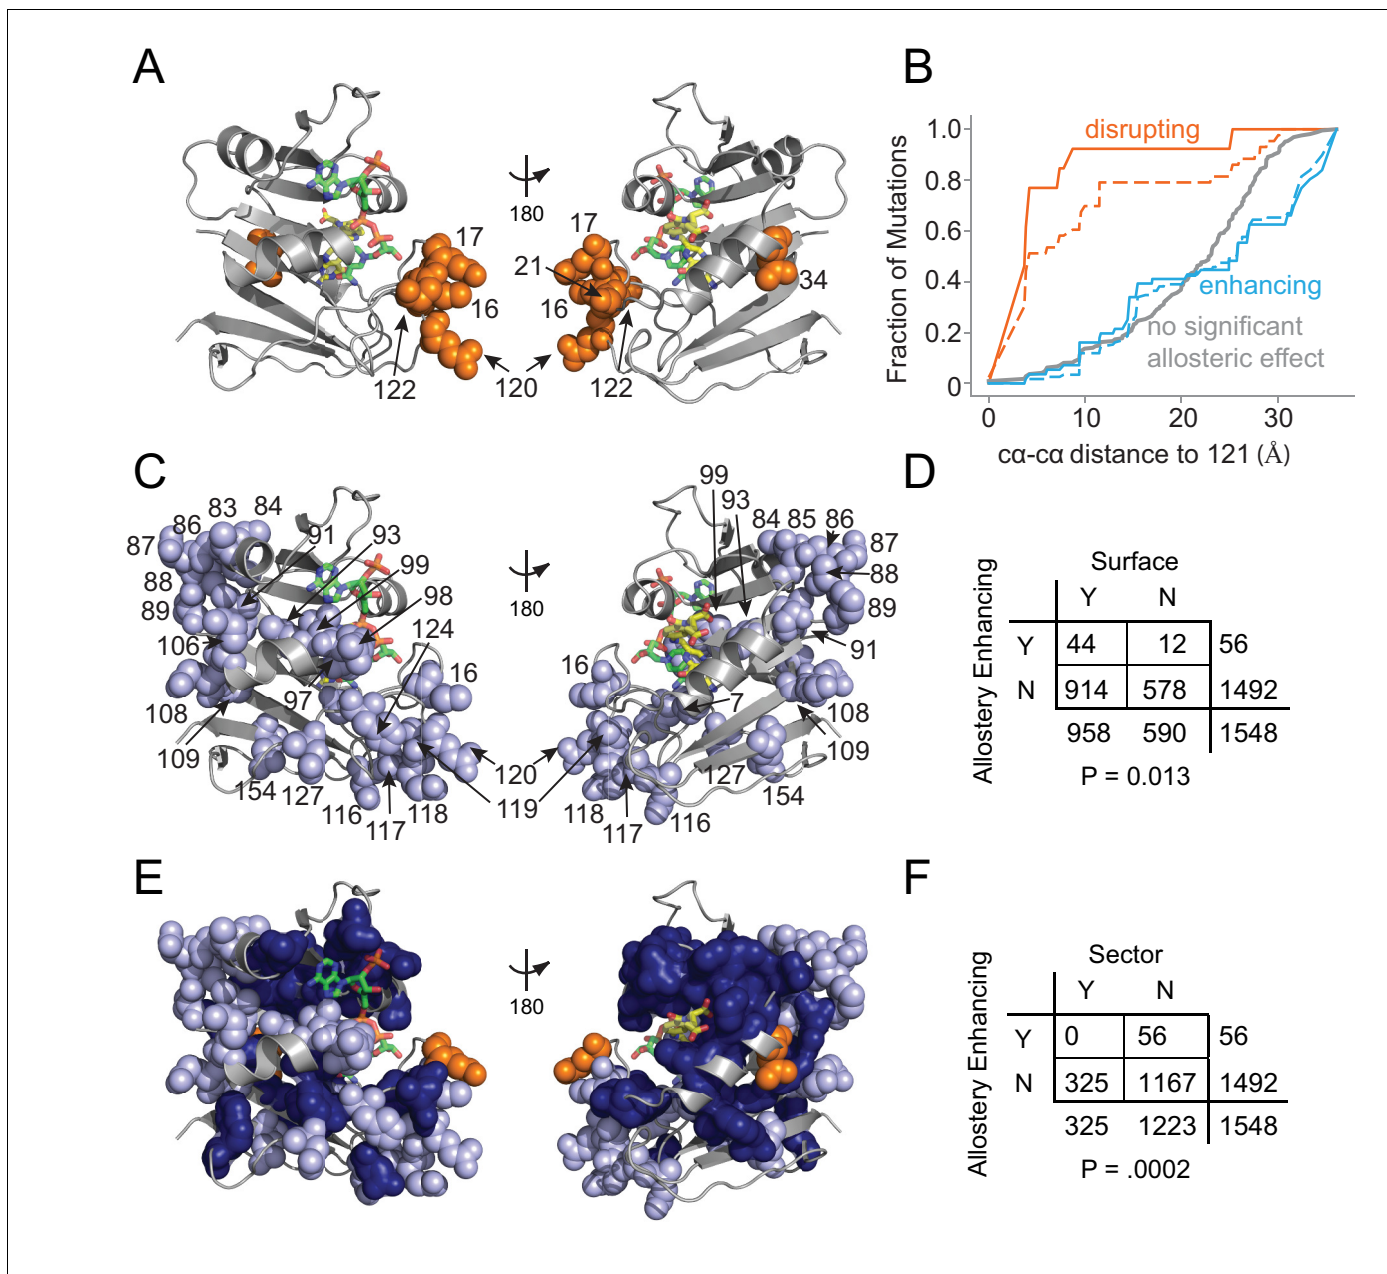 A
17
21
16
34
16
17
180
122
120
122
B
Fraction of Mutations
1.0
0.8
0.6
0.4
0.2
0
disrupting
enhancing
no significant
allosteric effect
0 10 20 30
cα-cα distance to 121 (Å)
C
83
84
86
87
88
89
91
93
99
98
124
106
97
16
108
109
154
127
116
117
118
119
120
180
99
93
84
85
86
87
88
89
91
16
7
108
109
127
154
118
117
116
D
Surface
Y N
Allostery Enhancing
Y 44 12 56
N 914 578 1492
958 590 1548
P = 0.013
E
180
F
Sector
Y N
Allostery Enhancing
Y 0 56 56
N 325 1167 1492
325 1223 1548
P = .0002